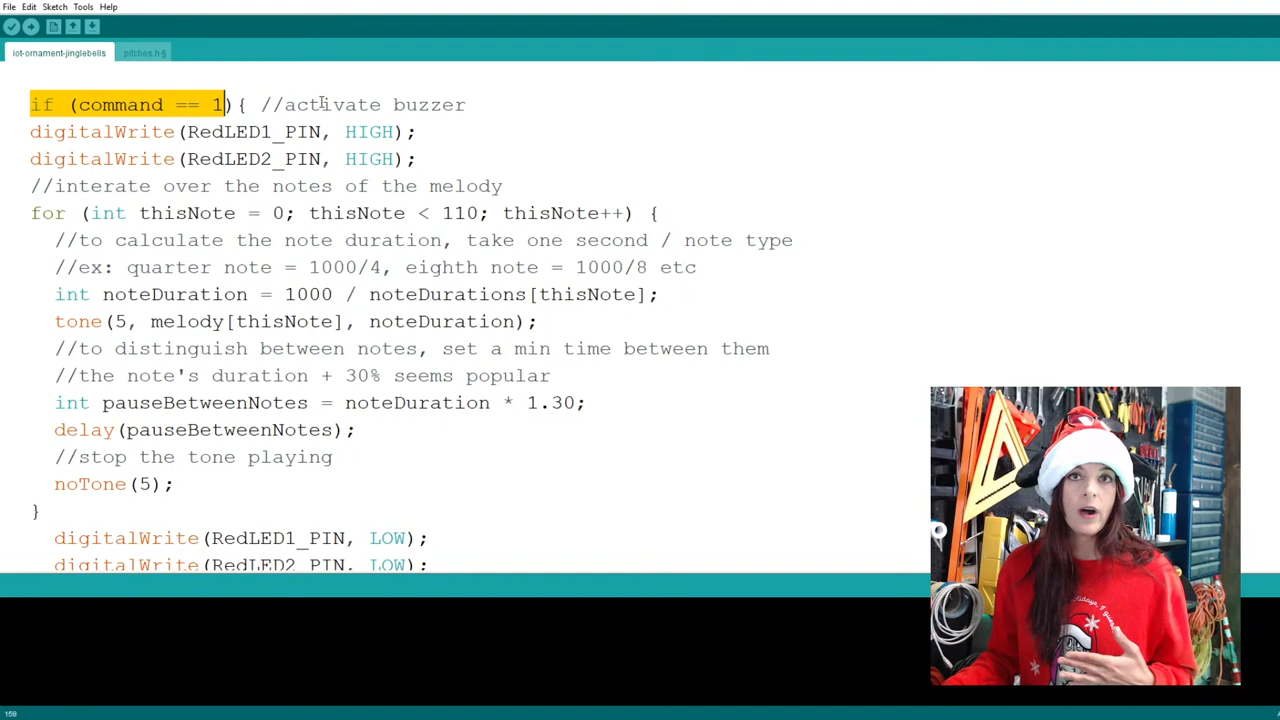 File Edit Sketch Tools Help
iot-ornament-jinglebells pitches.h §
if (command == 1){ //activate buzzer
digitalWrite(RedLED1_PIN, HIGH);
digitalWrite(RedLED2_PIN, HIGH);
//interate over the notes of the melody
for (int thisNote = 0; thisNote < 110; thisNote++) {
//to calculate the note duration, take one second / note type
//ex: quarter note = 1000/4, eighth note = 1000/8 etc
int noteDuration = 1000 / noteDurations[thisNote];
tone(5, melody[thisNote], noteDuration);
//to distinguish between notes, set a min time between them
//the note's duration + 30% seems popular
int pauseBetweenNotes = noteDuration * 1.30;
delay(pauseBetweenNotes);
//stop the tone playing
noTone(5);
}
digitalWrite(RedLED1_PIN, LOW);
digitalWrite(RedLED2_PIN, LOW);
158